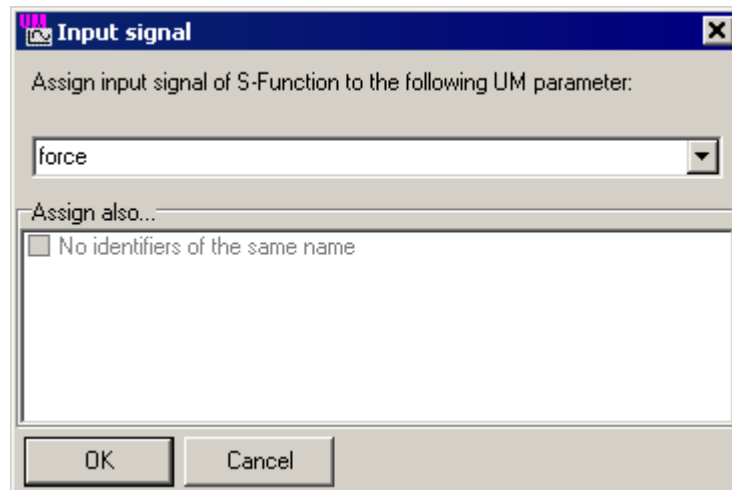 UM
Input signal
Assign input signal of S-Function to the following UM parameter:
force
Assign also...
No identifiers of the same name
OK
Cancel